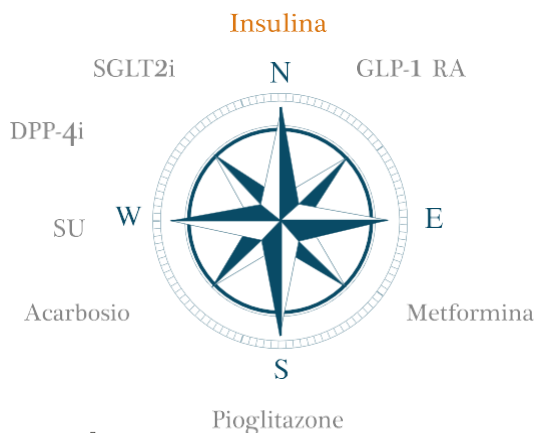 Insulina
SGLT2i
N
GLP-1 RA
DPP-4i
SU
W
E
Acarbosio
Metformina
S
Pioglitazone